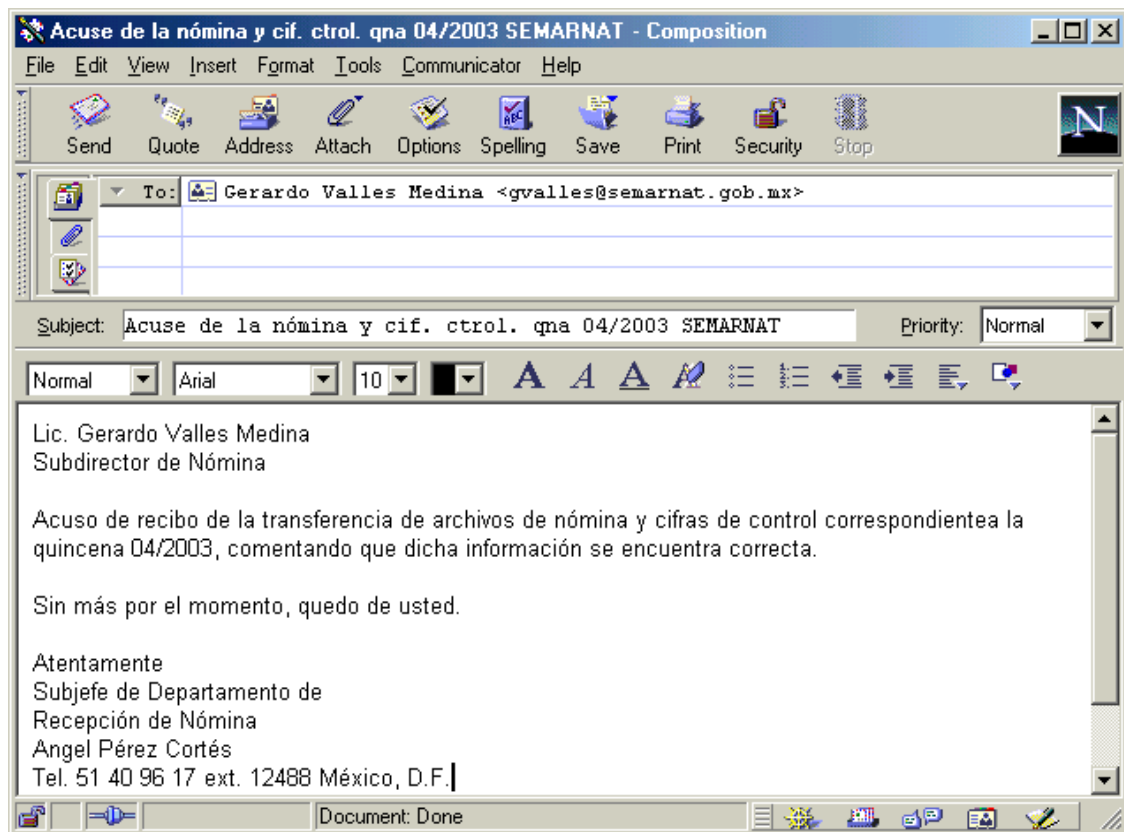 Acuse de la nómina y cif. ctrol. qna 04/2003 SEMARNAT - Composition
File Edit View Insert Format Tools Communicator Help
Send Quote Address Attach Options Spelling Save Print Security Stop
N
To: Gerardo Valles Medina <gvalles@semarnat.gob.mx>
Subject: Acuse de la nómina y cif. ctrol. qna 04/2003 SEMARNAT Priority: Normal
Normal Arial 10 A A A
Lic. Gerardo Valles Medina
Subdirector de Nómina
Acuso de recibo de la transferencia de archivos de nómina y cifras de control correspondientea la
quincena 04/2003, comentando que dicha información se encuentra correcta.
Sin más por el momento, quedo de usted.
Atentamente
Subjefe de Departamento de
Recepción de Nómina
Angel Pérez Cortés
Tel. 51 40 96 17 ext. 12488 México, D.F.
Document: Done